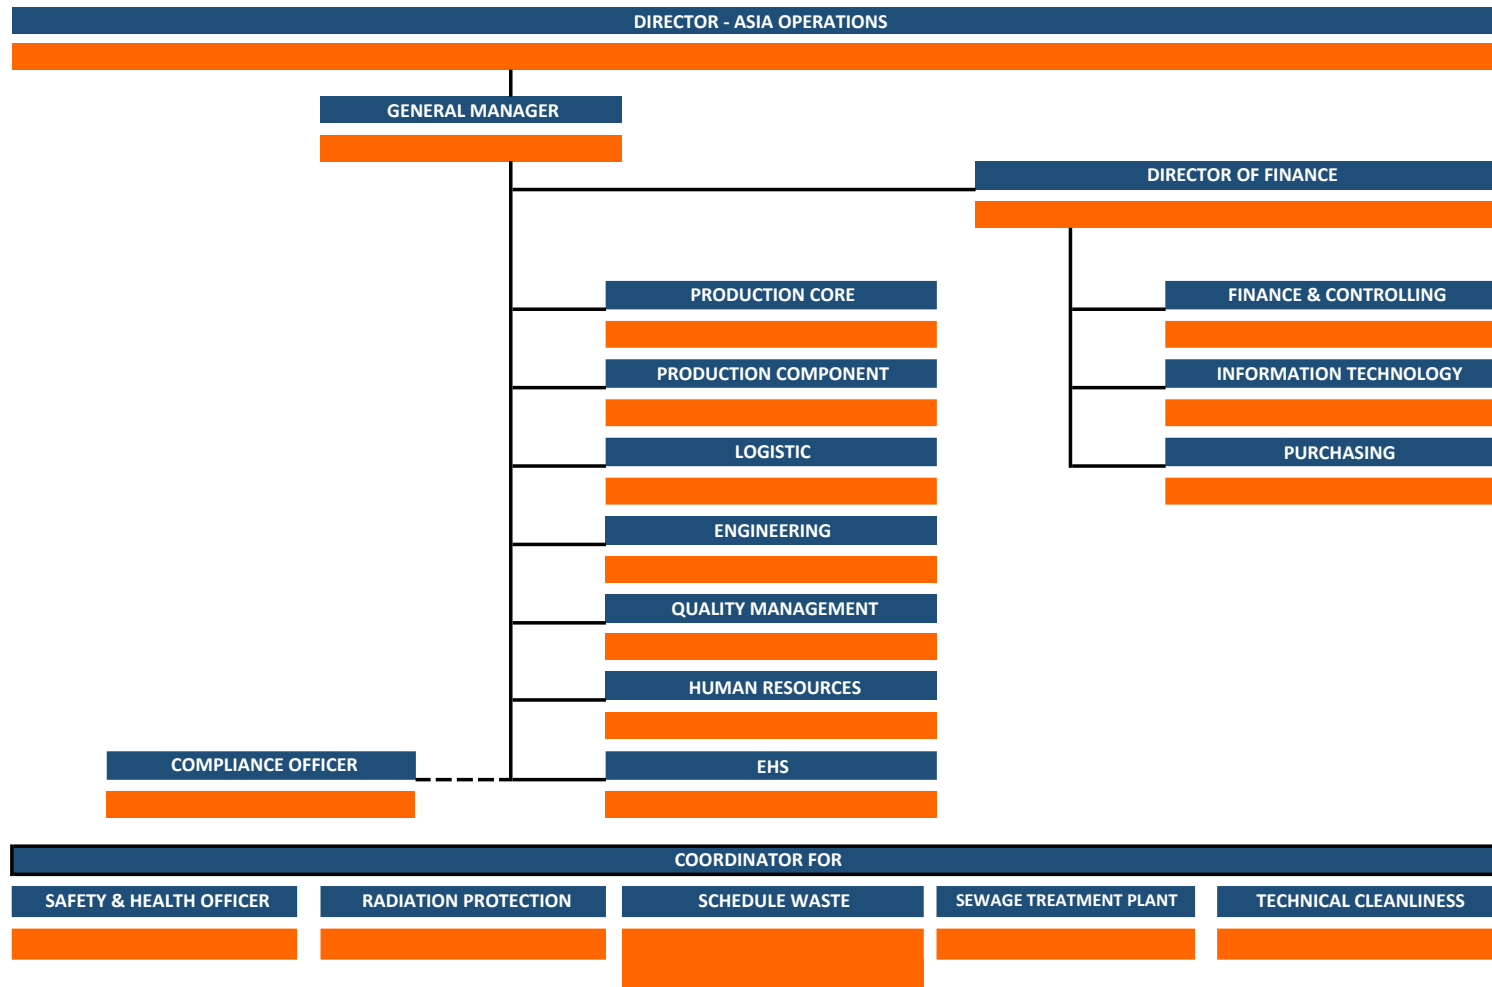 DIRECTOR - ASIA OPERATIONS
GENERAL MANAGER
DIRECTOR OF FINANCE
PRODUCTION CORE
FINANCE & CONTROLLING
PRODUCTION COMPONENT
INFORMATION TECHNOLOGY
LOGISTIC
PURCHASING
ENGINEERING
QUALITY MANAGEMENT
HUMAN RESOURCES
COMPLIANCE OFFICER
EHS
COORDINATOR FOR
SAFETY & HEALTH OFFICER
RADIATION PROTECTION
SCHEDULE WASTE
SEWAGE TREATMENT PLANT
TECHNICAL CLEANLINESS